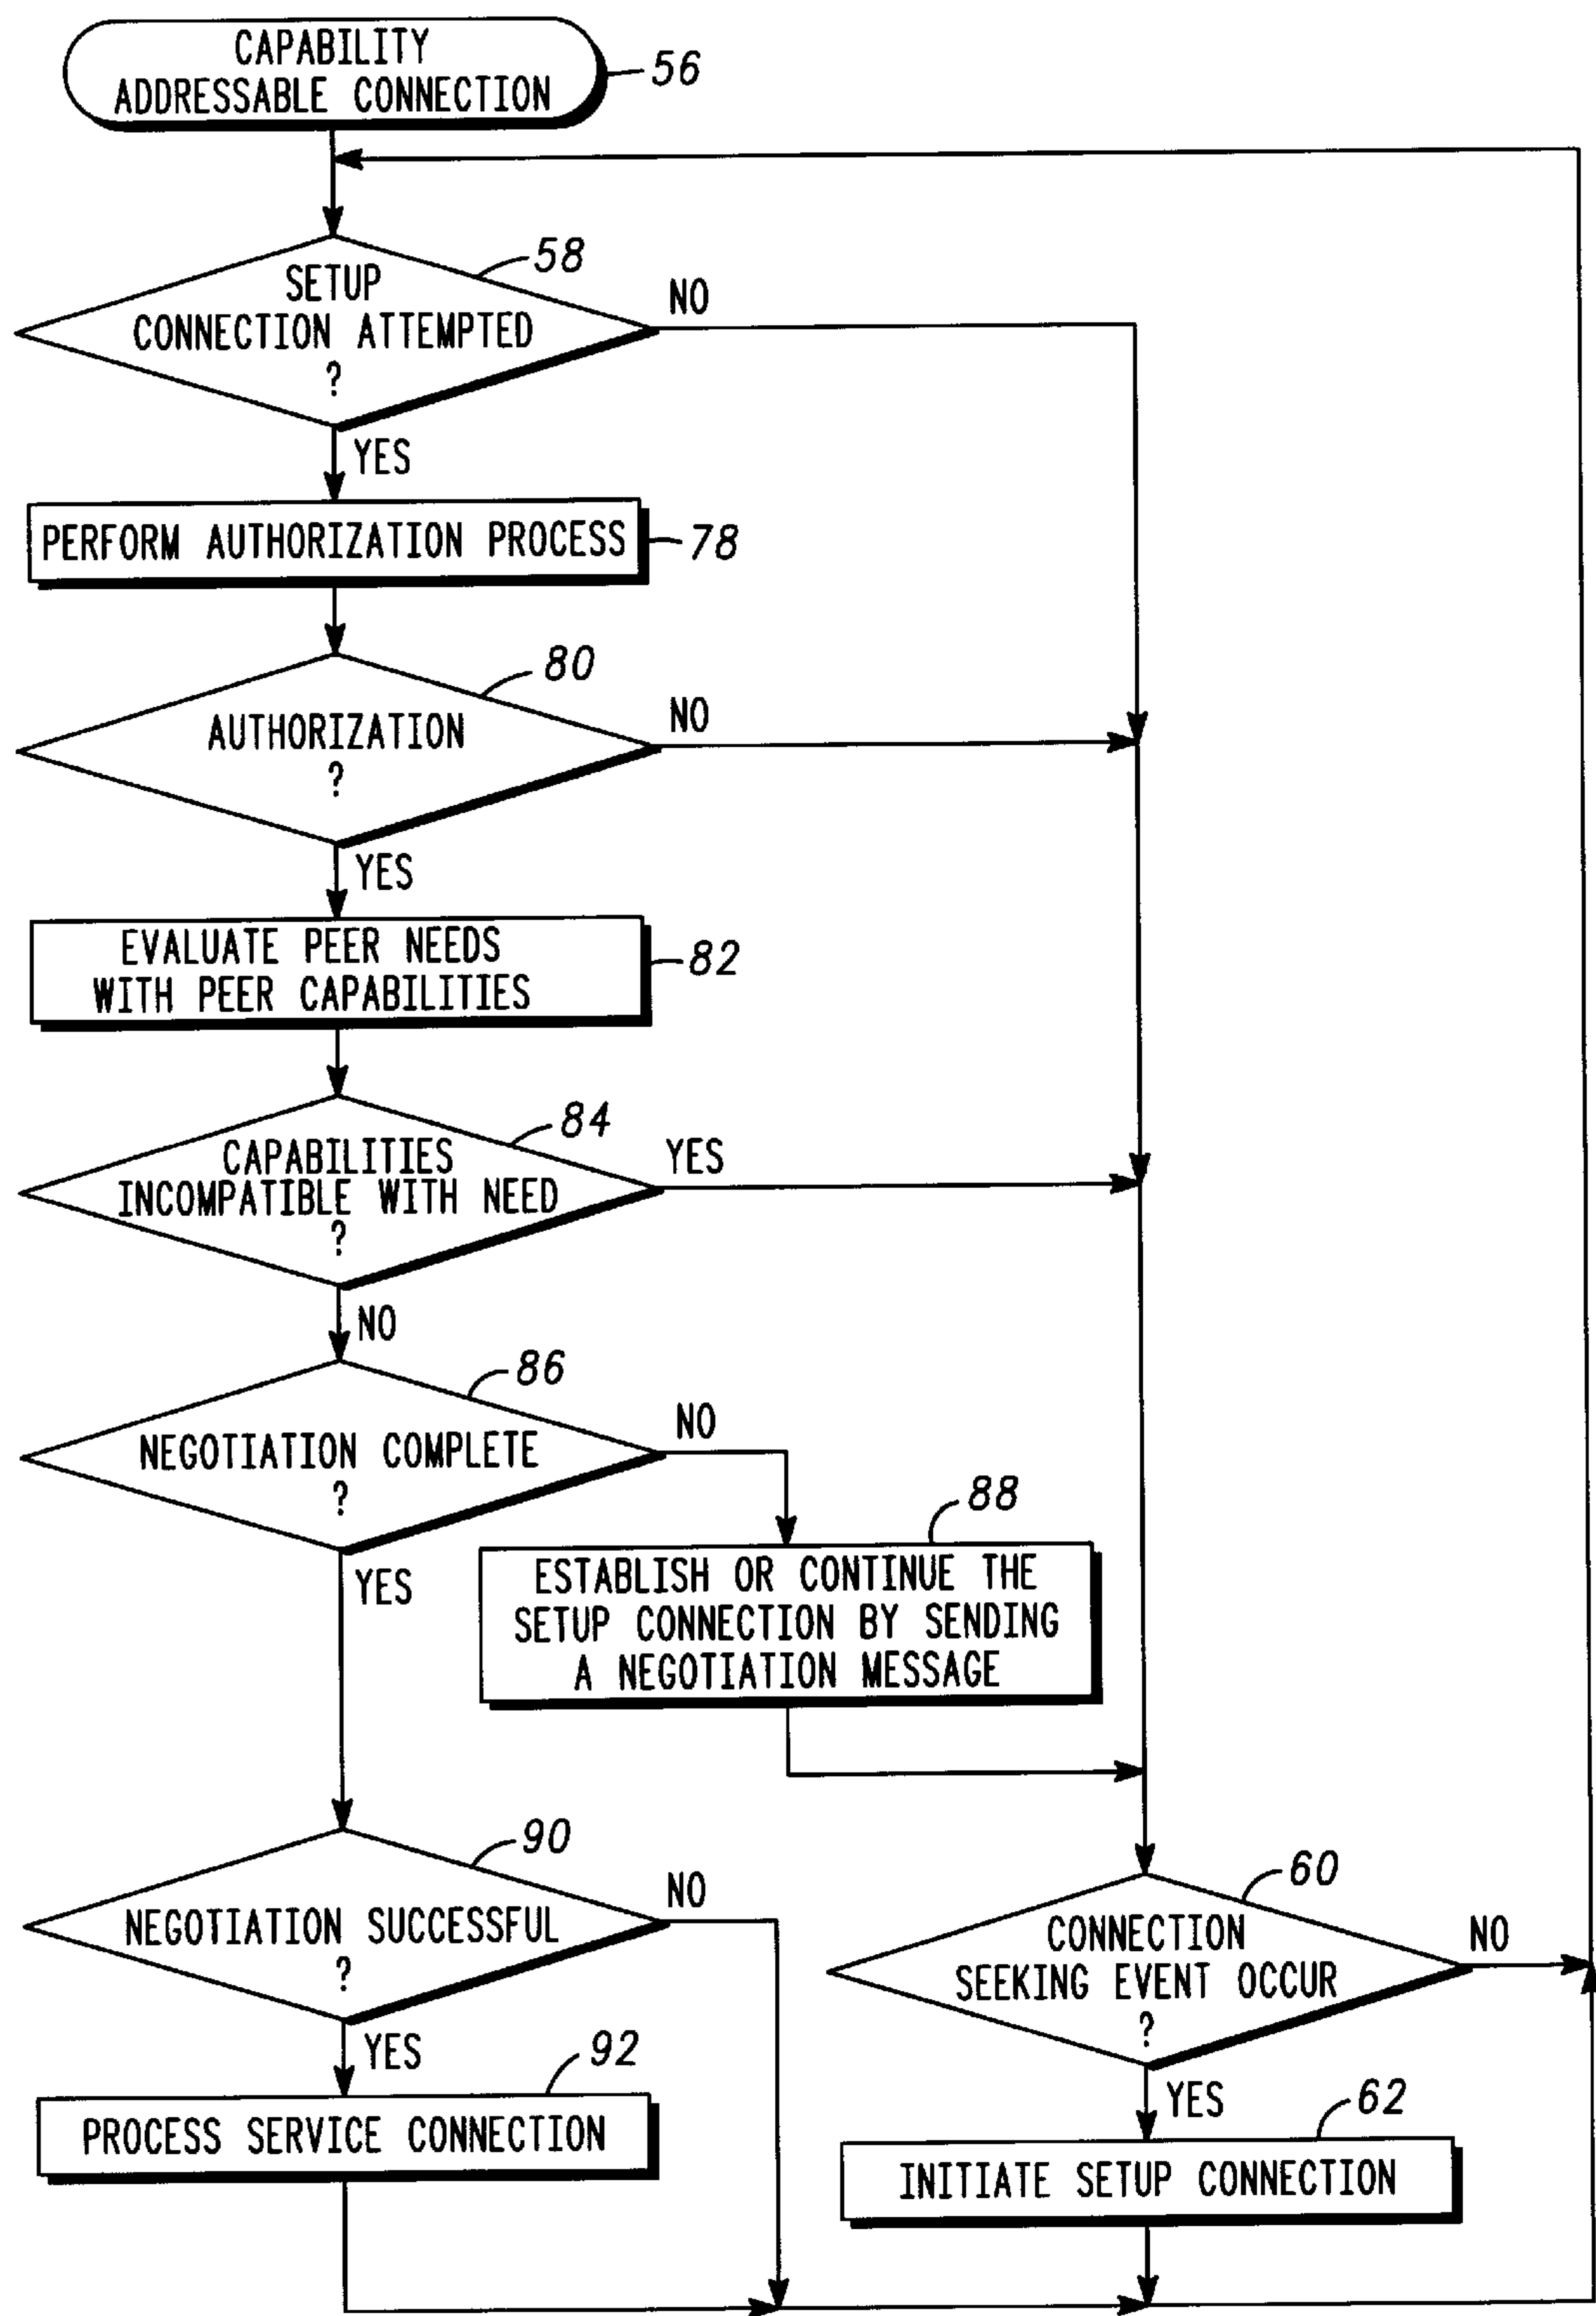 CAPABILITY
ADDRESSABLE CONNECTION
56
58
SETUP
CONNECTION ATTEMPTED
?
NO
YES
PERFORM AUTHORIZATION PROCESS
78
80
AUTHORIZATION
?
NO
YES
EVALUATE PEER NEEDS
WITH PEER CAPABILITIES
82
84
CAPABILITIES
INCOMPATIBLE WITH NEED
?
YES
NO
86
NEGOTIATION COMPLETE
?
NO
YES
88
ESTABLISH OR CONTINUE THE
SETUP CONNECTION BY SENDING
A NEGOTIATION MESSAGE
90
NEGOTIATION SUCCESSFUL
?
NO
YES
92
PROCESS SERVICE CONNECTION
60
CONNECTION
SEEKING EVENT OCCUR
?
NO
YES
62
INITIATE SETUP CONNECTION